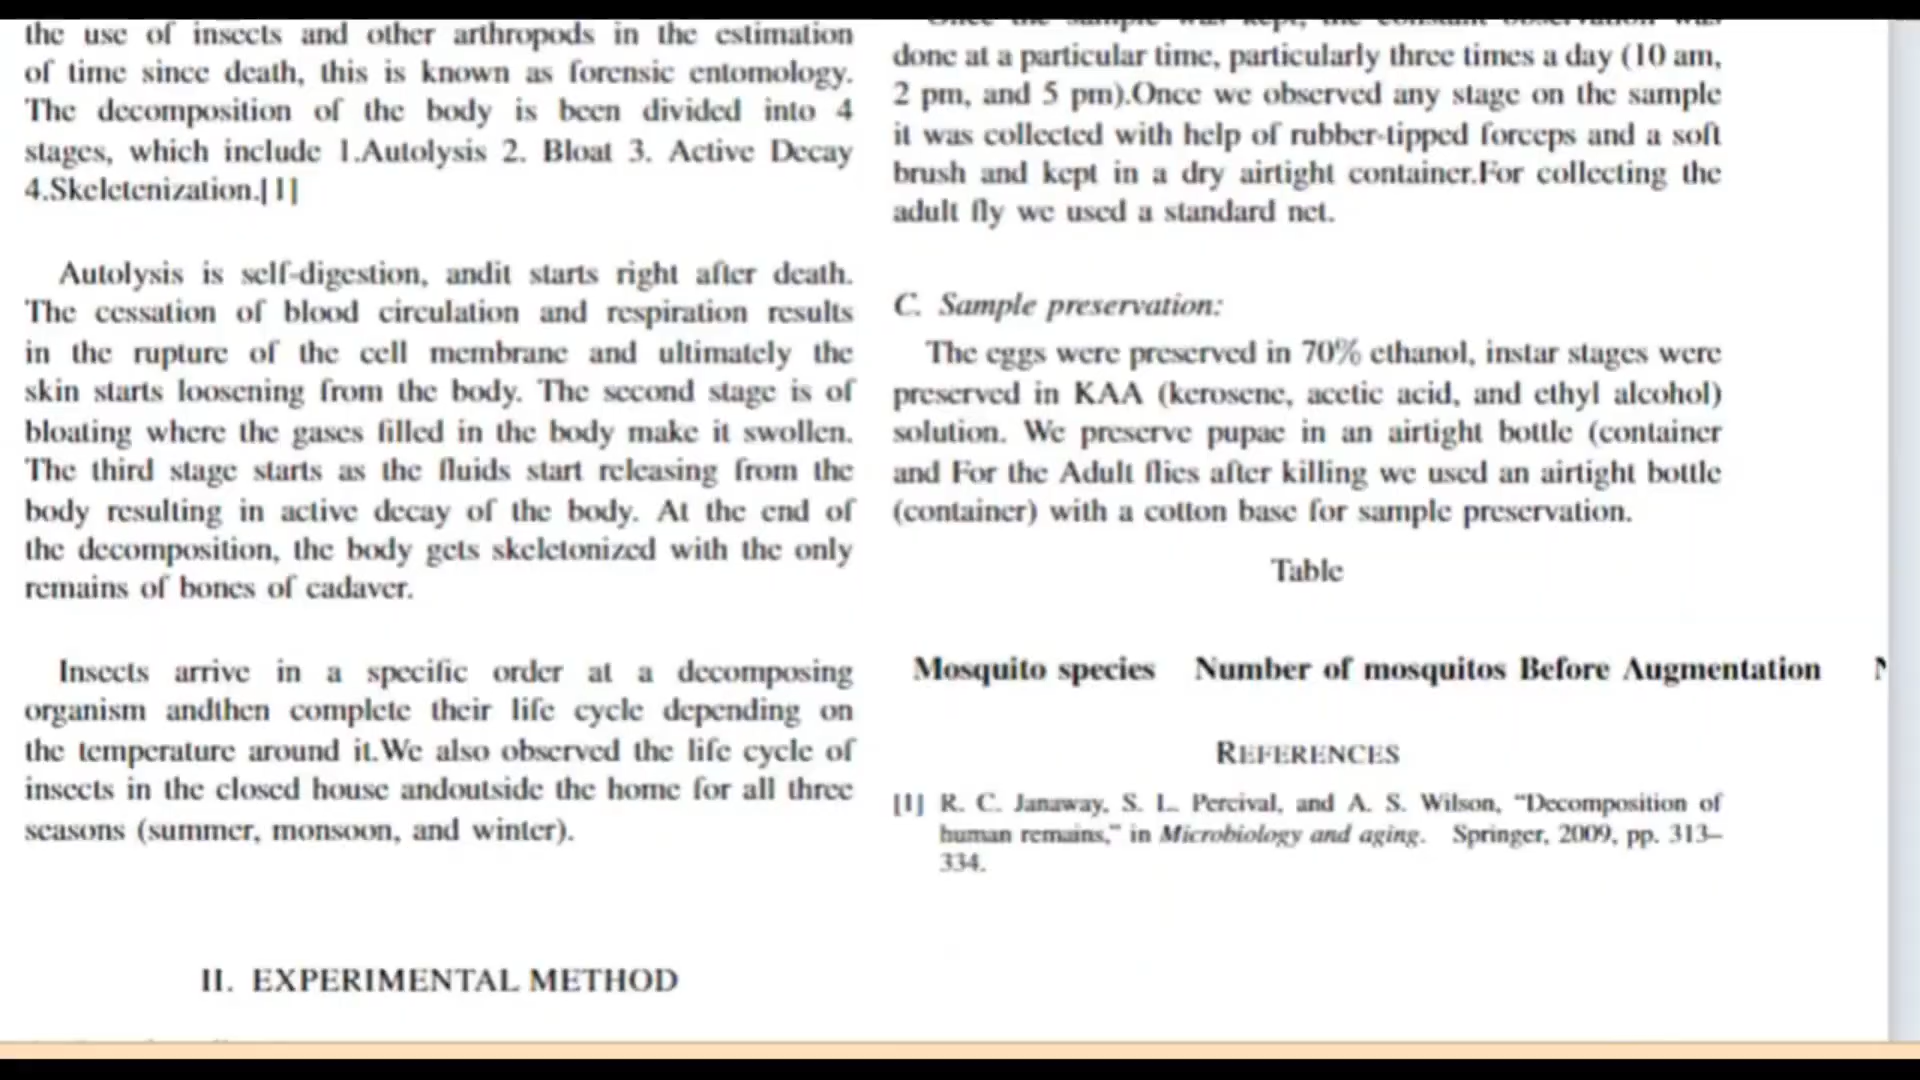 the use of insects and other arthropods in the estimation
of time since death, this is known as forensic entomology.
The decomposition of the body is been divided into 4
stages, which include 1.Autolysis 2. Bloat 3. Active Decay
4.Skeletenization.[1]
Autolysis is self-digestion, andit starts right after death.
The cessation of blood circulation and respiration results
in the rupture of the cell membrane and ultimately the
skin starts loosening from the body. The second stage is of
bloating where the gases filled in the body make it swollen.
The third stage starts as the fluids start releasing from the
body resulting in active decay of the body. At the end of
the decomposition, the body gets skeletonized with the only
remains of bones of cadaver.
Insects arrive in a specific order at a decomposing
organism andthen complete their life cycle depending on
the temperature around it.We also observed the life cycle of
insects in the closed house andoutside the home for all three
seasons (summer, monsoon, and winter).
II. EXPERIMENTAL METHOD
Once the sample was kept, the constant observation was
done at a particular time, particularly three times a day (10 am,
2 pm, and 5 pm).Once we observed any stage on the sample
it was collected with help of rubber-tipped forceps and a soft
brush and kept in a dry airtight container.For collecting the
adult fly we used a standard net.
C. Sample preservation:
The eggs were preserved in 70% ethanol, instar stages were
preserved in KAA (kerosene, acetic acid, and ethyl alcohol)
solution. We preserve pupae in an airtight bottle (container
and For the Adult flies after killing we used an airtight bottle
(container) with a cotton base for sample preservation.
Table
Mosquito species Number of mosquitos Before Augmentation
REFERENCES
[1] R. C. Janaway, S. L. Percival, and A. S. Wilson, “Decomposition of
human remains,” in Microbiology and aging. Springer, 2009, pp. 313–
334.